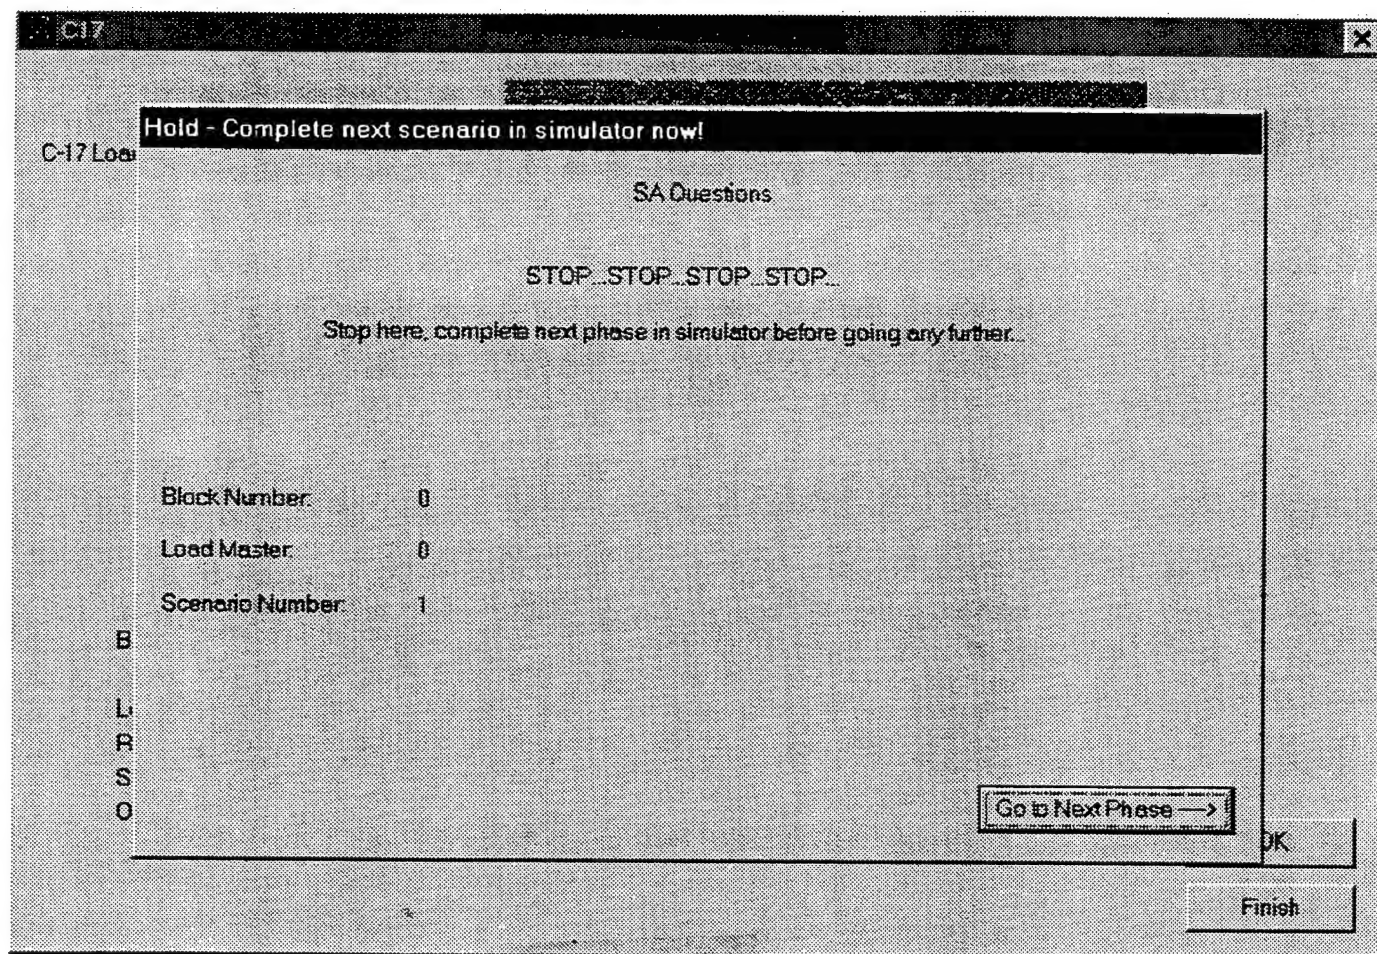 C17
Hold - Complete next scenario in simulator now!
C-17 Loa
SA Questions
STOP...STOP...STOP...STOP...
Stop here, complete next phase in simulator before going any further...
Block Number: 0
Load Master: 0
Scenario Number: 1
B
L
R
S
O
Go to Next Phase --->
OK
Finish